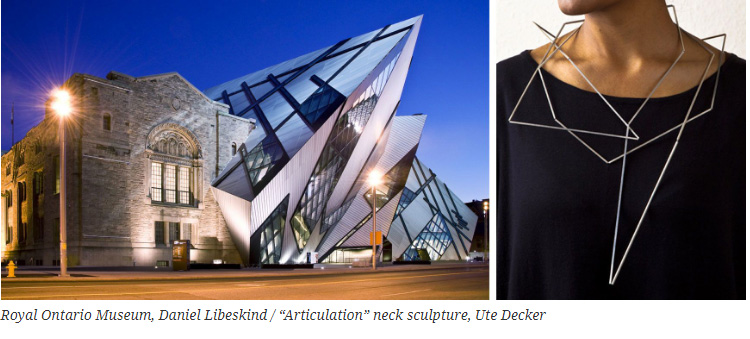 Royal Ontario Museum, Daniel Libeskind / “Articulation” neck sculpture, Ute Decker